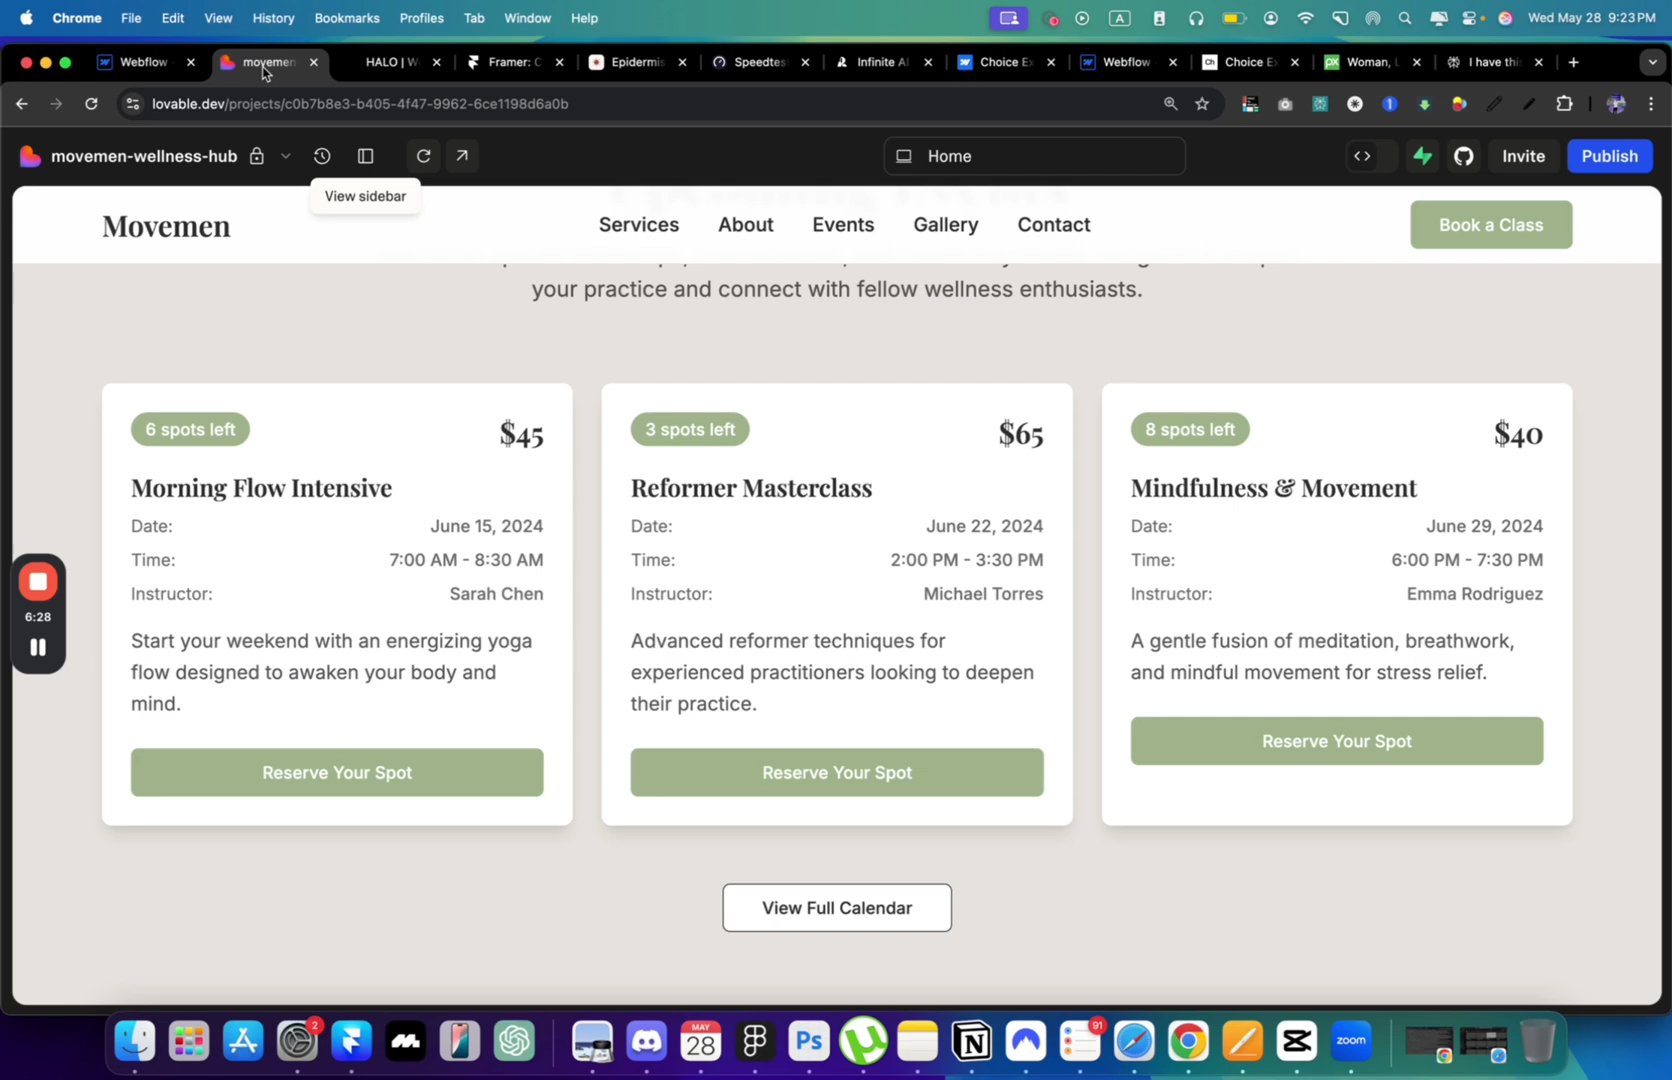 Chrome File Edit View History Bookmarks Profiles Tab Window Help A Wed May 28 9:23 PM
Webflow movemen HALO | W Framer: C Epidermis Speedtes Infinite AI Choice Ex Webflow Choice Ex Woman, I have thi
lovable.dev/projects/c0b7b8e3-b405-4f47-9962-6ce1198d6a0b
movemen-wellness-hub Home Invite Publish
View sidebar
Movemen Services About Events Gallery Contact Book a Class
your practice and connect with fellow wellness enthusiasts.
6 spots left $45
Morning Flow Intensive
Date: June 15, 2024
Time: 7:00 AM - 8:30 AM
Instructor: Sarah Chen
Start your weekend with an energizing yoga
flow designed to awaken your body and
mind.
Reserve Your Spot
3 spots left $65
Reformer Masterclass
Date: June 22, 2024
Time: 2:00 PM - 3:30 PM
Instructor: Michael Torres
Advanced reformer techniques for
experienced practitioners looking to deepen
their practice.
Reserve Your Spot
8 spots left $40
Mindfulness & Movement
Date: June 29, 2024
Time: 6:00 PM - 7:30 PM
Instructor: Emma Rodriguez
A gentle fusion of meditation, breathwork,
and mindful movement for stress relief.
Reserve Your Spot
6:28
View Full Calendar
2 MAY 28 Ps 91 zoom